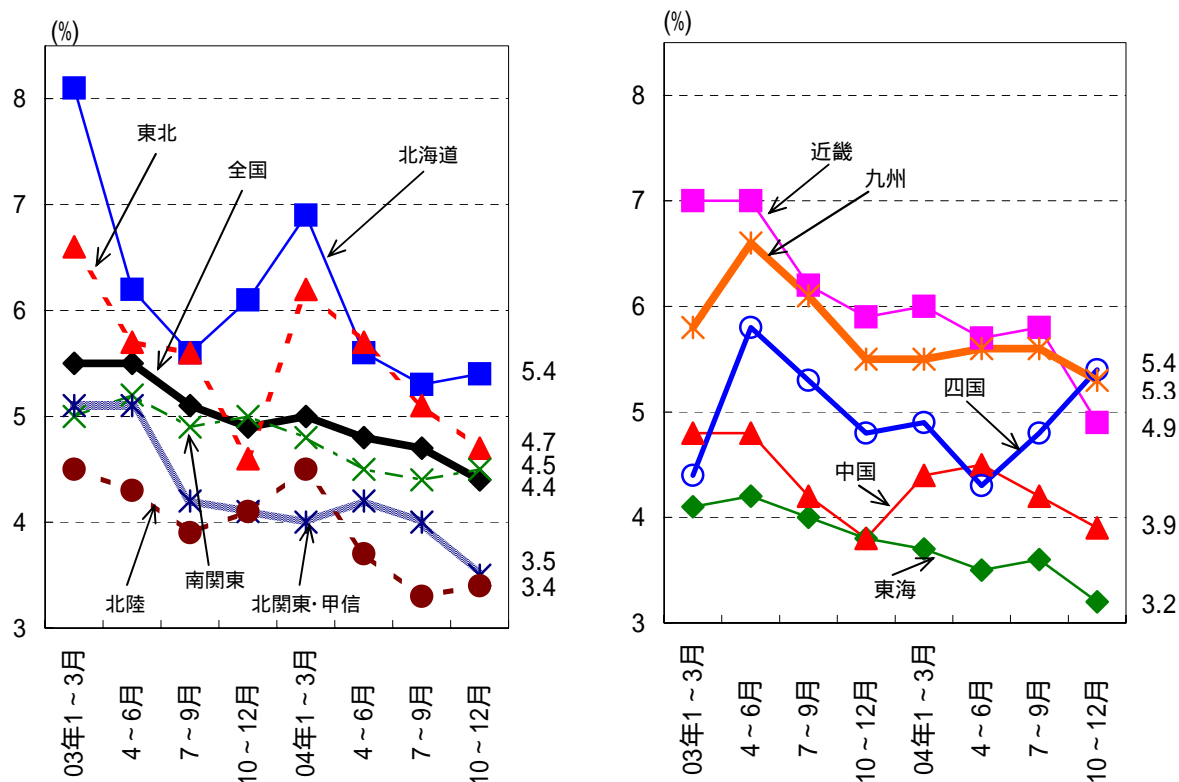 (%)
8
7
6
5
4
3
東北
全国
北海道
北陸
南関東
北関東・甲信
5.4
4.7
4.5
4.4
3.5
3.4
03年1~3月
4~6月
7~9月
10~12月
04年1~3月
4~6月
7~9月
10~12月
(%)
8
7
6
5
4
3
近畿
九州
四国
中国
東海
5.4
5.3
4.9
3.9
3.2
03年1~3月
4~6月
7~9月
10~12月
04年1~3月
4~6月
7~9月
10~12月